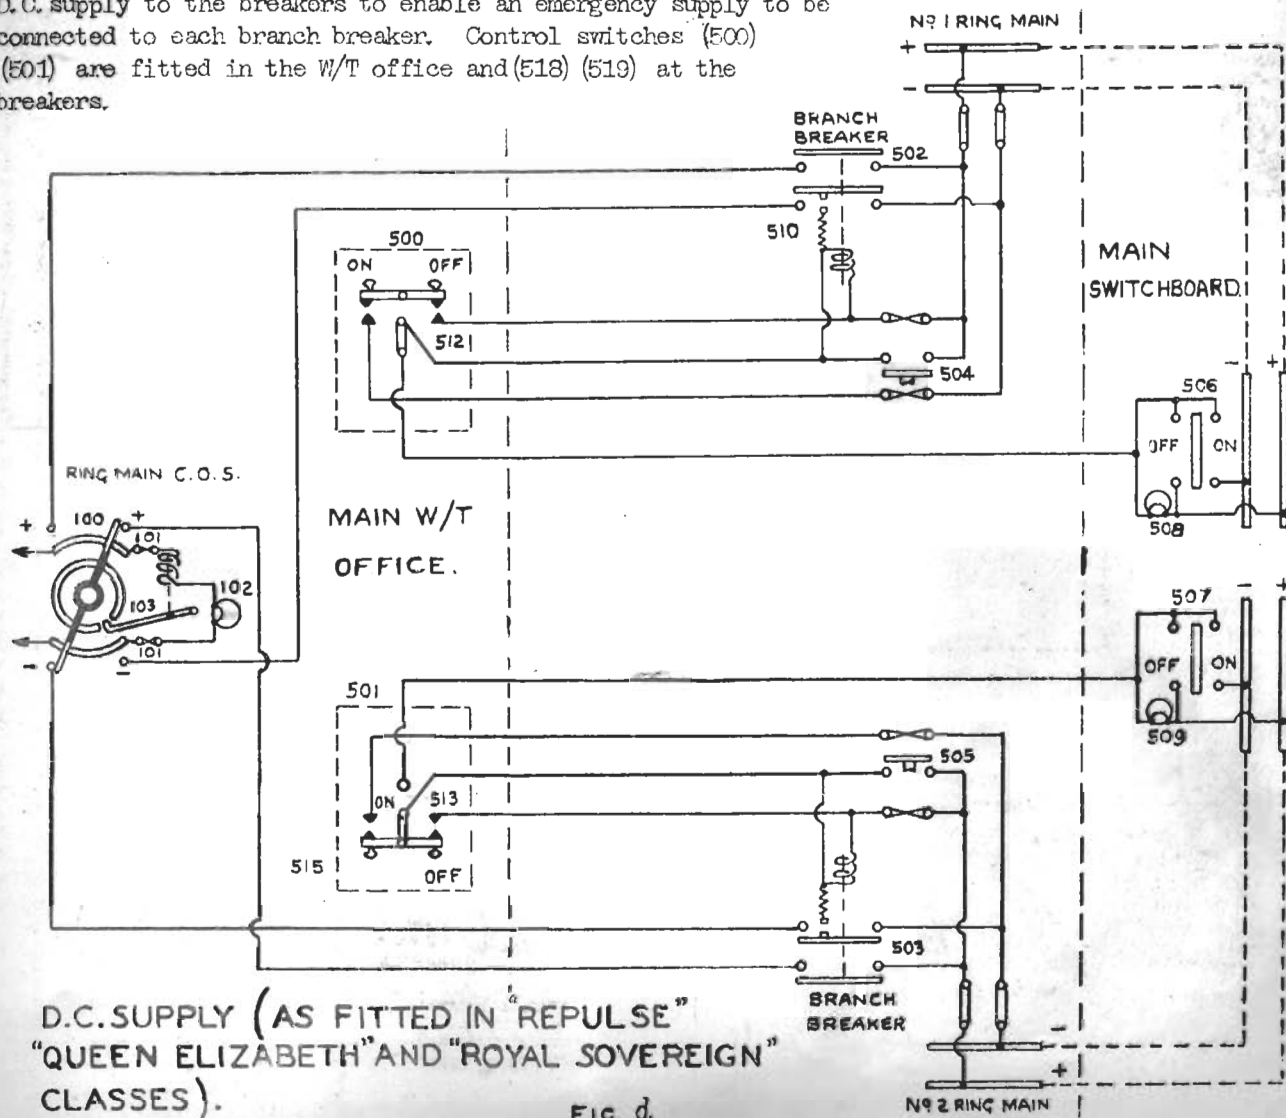 D.C. supply to the breakers to enable an emergency supply to be
connected to each branch breaker. Control switches (500)
(501) are fitted in the W/T office and (518) (519) at the
breakers.
Nº 1 RING MAIN
+
-
BRANCH
BREAKER
502
510
500
ON OFF
512
504
MAIN
SWITCHBOARD.
- +
506
OFF ON
508
RING MAIN C.O.S.
+ 100 +
101
102
103
101
- -
MAIN W/T
OFFICE.
507
- +
OFF ON
509
501
505
ON 513
515
OFF
503
BRANCH
BREAKER
-
+
Nº 2 RING MAIN
D.C. SUPPLY (AS FITTED IN "REPULSE"
"QUEEN ELIZABETH" AND "ROYAL SOVEREIGN"
CLASSES).
FIG. d.